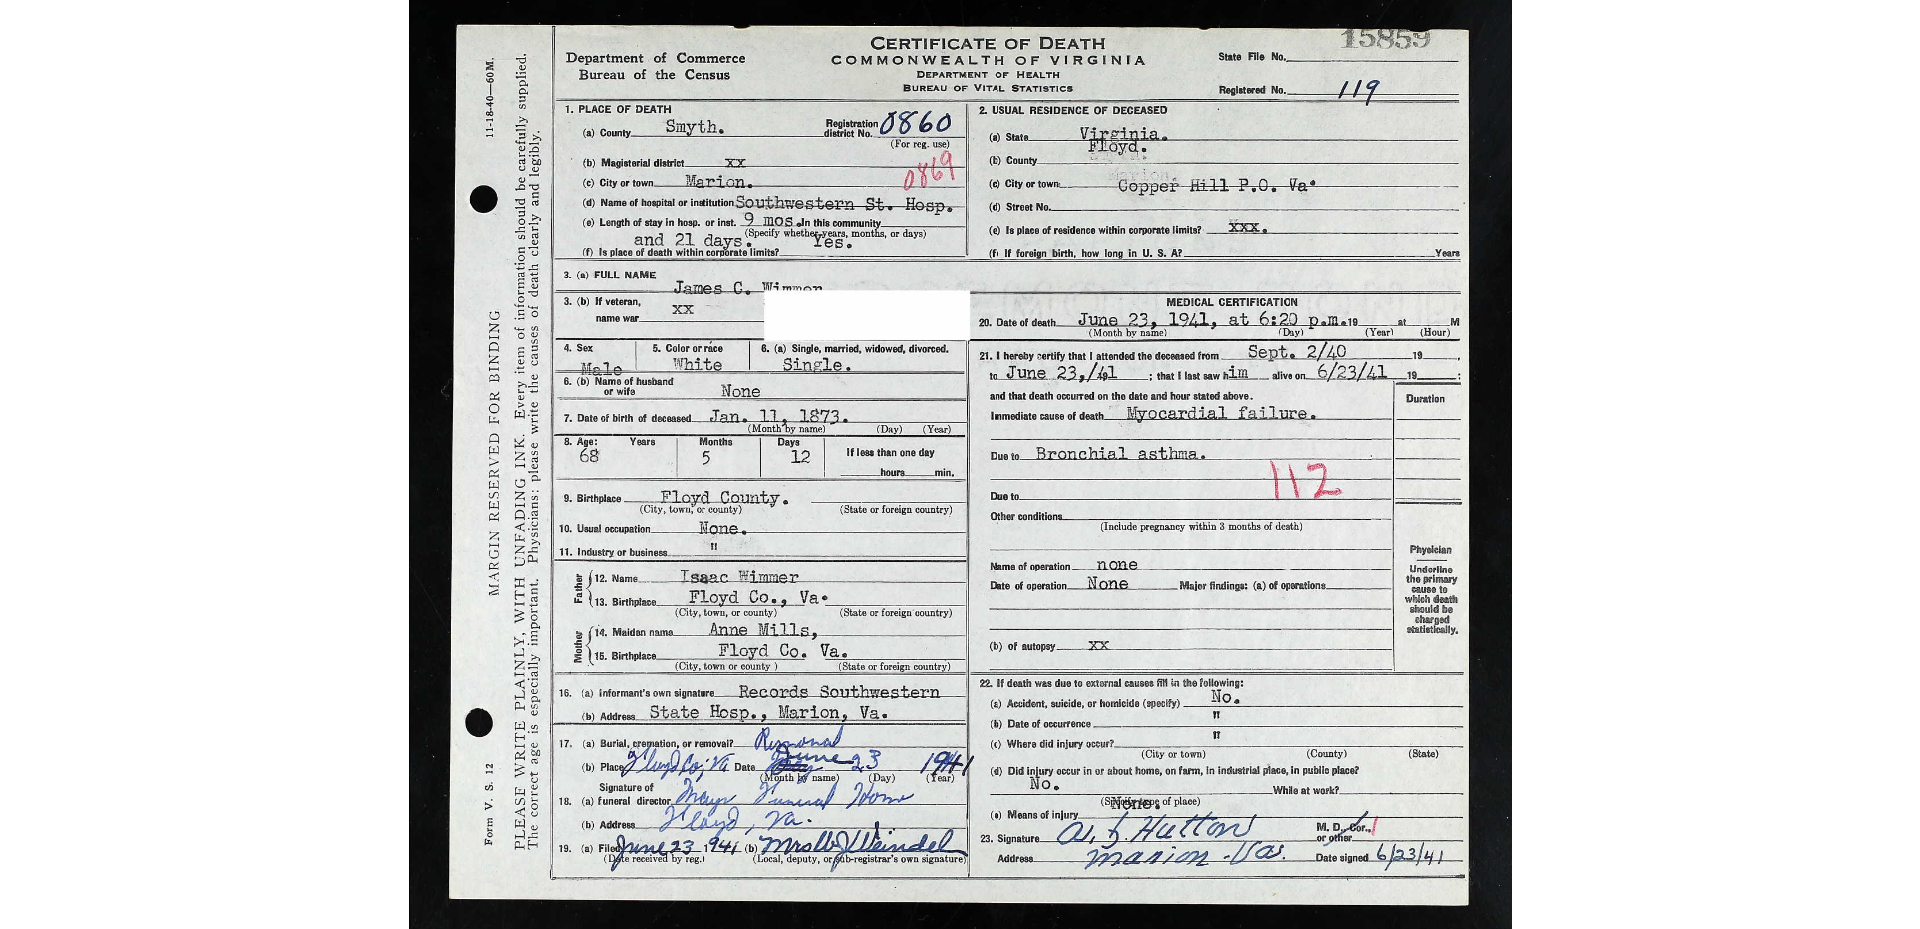 15859
CERTIFICATE OF DEATH
COMMONWEALTH OF VIRGINIA
DEPARTMENT OF HEALTH
BUREAU OF VITAL STATISTICS
Department of Commerce
Bureau of the Census
State File No.
Registered No. 119
11-18-40—60M.
MARGIN RESERVED FOR BINDING
Form V. S. 12
PLEASE WRITE PLAINLY, WITH UNFADING INK. Every item of information should be carefully supplied.
The correct age is especially important. Physicians: please write the causes of death clearly and legibly.
1. PLACE OF DEATH
(a) County Smyth. Registration district No. 0860
(For reg. use)
(b) Magisterial district xx
0869
(c) City or town Marion.
(d) Name of hospital or institution Southwestern St. Hosp.
(e) Length of stay in hosp. or inst. 9 mos. In this community
(Specify whether years, months, or days)
and 21 days. Yes.
(f) Is place of death within corporate limits?
2. USUAL RESIDENCE OF DECEASED
(a) State Virginia.
Floyd.
(b) County
(c) City or town Copper Hill P.O. Va.
(d) Street No.
(e) Is place of residence within corporate limits? xxx.
(f) If foreign birth, how long in U. S. A? Years
3. (a) FULL NAME
James C. Wimmer
3. (b) If veteran, name war xx
4. Sex Male
5. Color or race White
6. (a) Single, married, widowed, divorced. Single.
6. (b) Name of husband or wife None
7. Date of birth of deceased Jan. 11, 1873.
(Month by name) (Day) (Year)
8. Age: Years Months Days If less than one day
68 5 12
hours min.
9. Birthplace Floyd County.
(City, town, or county) (State or foreign country)
10. Usual occupation None.
11. Industry or business "
Father
12. Name Isaac Wimmer
13. Birthplace Floyd Co., Va.
(City, town, or county) (State or foreign country)
Mother
14. Maiden name Anne Mills,
15. Birthplace Floyd Co. Va.
(City, town or county ) (State or foreign country)
16. (a) Informant's own signature Records Southwestern
(b) Address State Hosp., Marion, Va.
17. (a) Burial, cremation, or removal? Removal
(b) Place Floyd Co; Va Date June 23 1941
(Month by name) (Day) (Year)
Signature of
18. (a) funeral director Funeral Home
(b) Address Floyd, Va.
19. (a) Filed June 23 1941 (b) Mrs
(Date received by reg.) (Local, deputy, or sub-registrar's own signature)
MEDICAL CERTIFICATION
20. Date of death June 23, 1941, at 6:20 p.m. 19 at M
(Month by name) (Day) (Year) (Hour)
21. I hereby certify that I attended the deceased from Sept. 2/40 19 ,
to June 23,/41 ; that I last saw him alive on 6/23/41 19 ;
and that death occurred on the date and hour stated above.
Duration
Immediate cause of death Myocardial failure.
Due to Bronchial asthma.
112
Due to
Other conditions
(Include pregnancy within 3 months of death)
Physician
Underline
the primary
cause to
which death
should be
charged
statistically.
Name of operation none
Date of operation None Major findings: (a) of operations
(b) of autopsy xx
22. If death was due to external causes fill in the following:
(a) Accident, suicide, or homicide (specify) No.
(b) Date of occurrence "
(c) Where did injury occur? "
(City or town) (County) (State)
(d) Did injury occur in or about home, on farm, in industrial place, in public place?
No. While at work?
(Specify type of place)
None.
(e) Means of injury
23. Signature Hutton M. D., Cor., or other
Address Marion - Va. Date signed 6/23/41